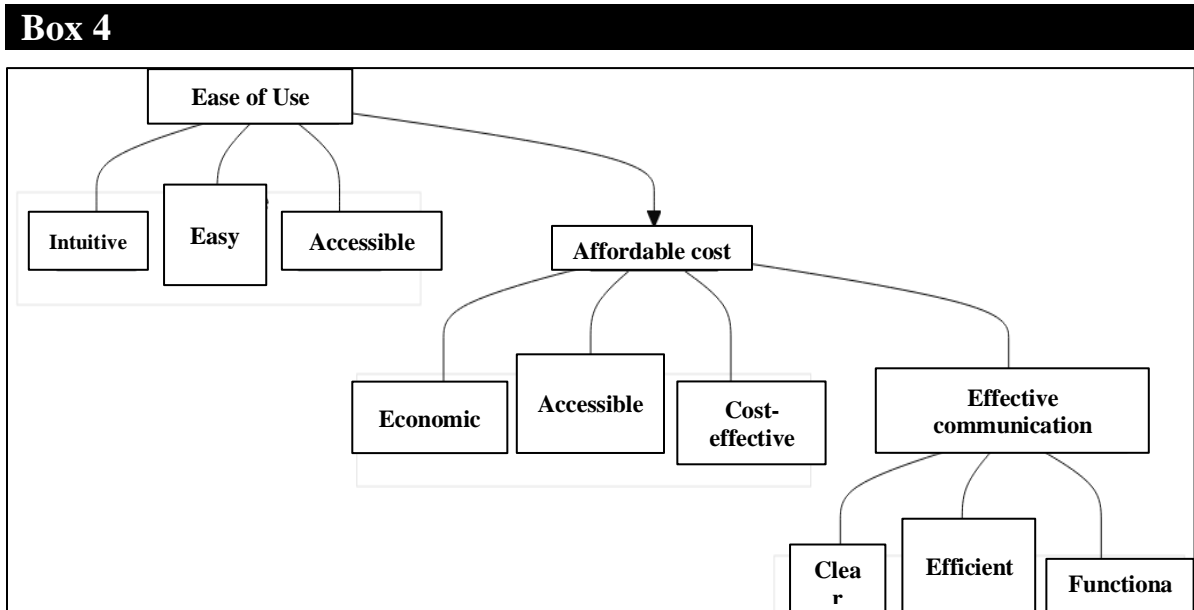 Box 4
Ease of Use
Intuitive
Easy
Accessible
Affordable cost
Economic
Accessible
Cost-
effective
Effective
communication
Clea
r
Efficient
Functiona